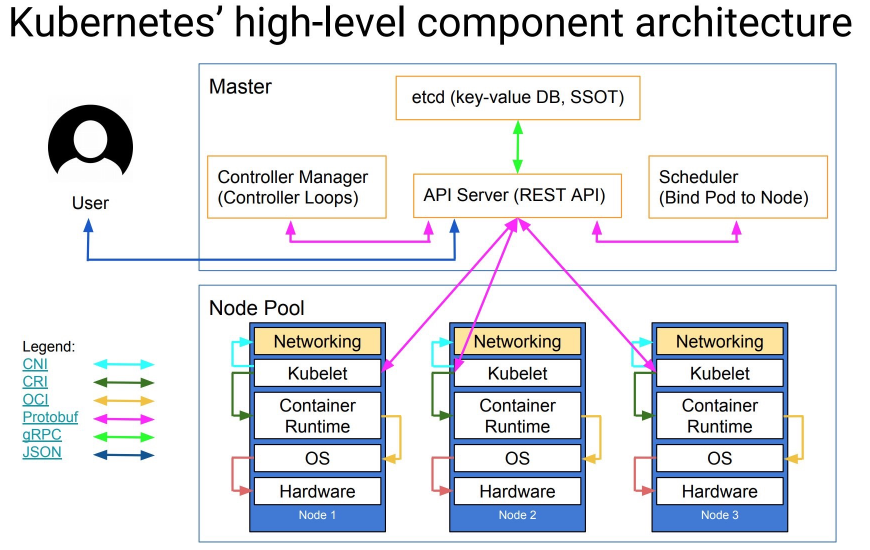 Kubernetes’ high-level component architecture
Master
etcd (key-value DB, SSOT)
Controller Manager
(Controller Loops)
API Server (REST API)
Scheduler
(Bind Pod to Node)
User
Node Pool
Legend:
CNI
CRI
OCI
Protobuf
gRPC
JSON
Networking
Kubelet
Container
Runtime
OS
Hardware
Node 1
Networking
Kubelet
Container
Runtime
OS
Hardware
Node 2
Networking
Kubelet
Container
Runtime
OS
Hardware
Node 3